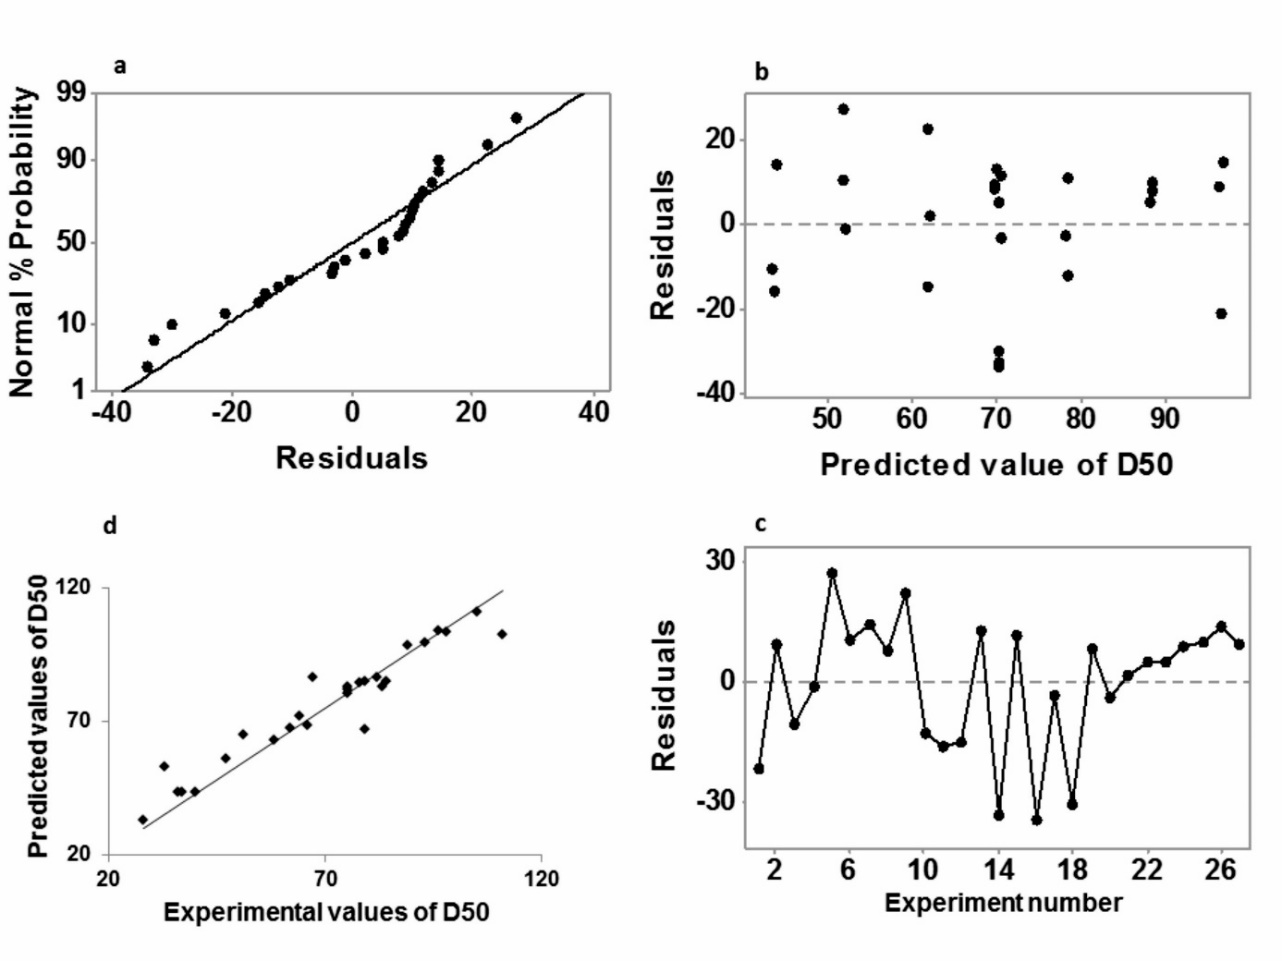 a
99
90
50
10
1
Normal % Probability
-40 -20 0 20 40
Residuals
b
20
0
-20
-40
Residuals
50 60 70 80 90
Predicted value of D50
d
120
70
20
Predicted values of D50
20 70 120
Experimental values of D50
c
30
0
-30
Residuals
2 6 10 14 18 22 26
Experiment number